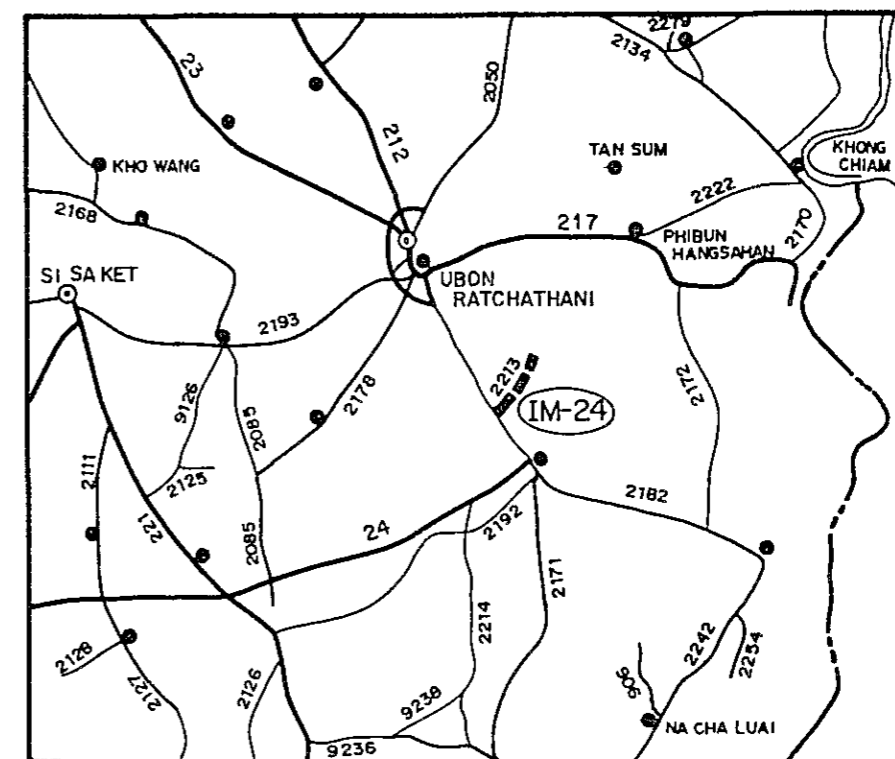 2279
2134
23
212
2050
KHO WANG
TAN SUM
KHONG
CHIAM
2168
2222
217
2170
PHIBUN
HANGSAHAN
SI SA KET
UBON
RATCHATHANI
2193
2213
2172
IM-24
9126
2085
2178
2111
2125
221
2182
24
2192
2085
2171
2214
2242
2254
2128
2127
2126
906
9238
NA CHA LUAI
9236